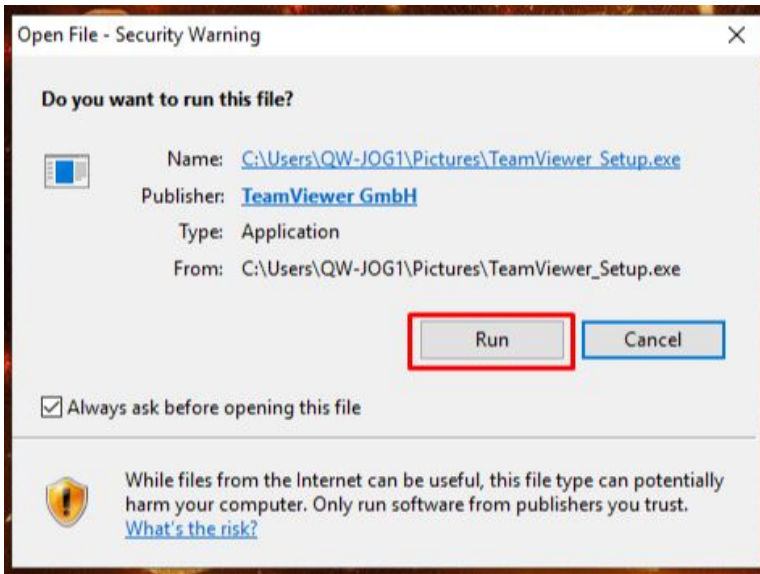 Open File - Security Warning
Do you want to run this file?
Name: C:\Users\QW-JOG1\Pictures\TeamViewer_Setup.exe
Publisher: TeamViewer GmbH
Type: Application
From: C:\Users\QW-JOG1\Pictures\TeamViewer_Setup.exe
Run Cancel
Always ask before opening this file
While files from the Internet can be useful, this file type can potentially
harm your computer. Only run software from publishers you trust.
What's the risk?